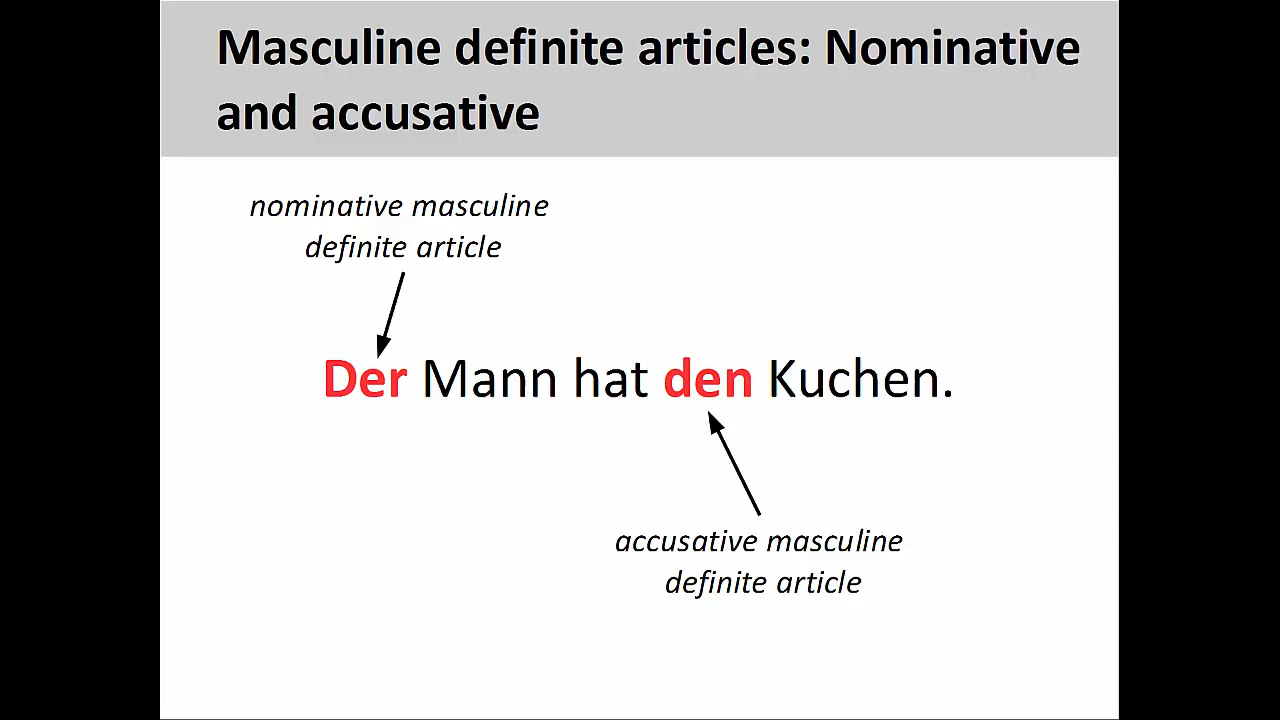 Masculine definite articles: Nominative
and accusative
nominative masculine
definite article
Der Mann hat den Kuchen.
accusative masculine
definite article